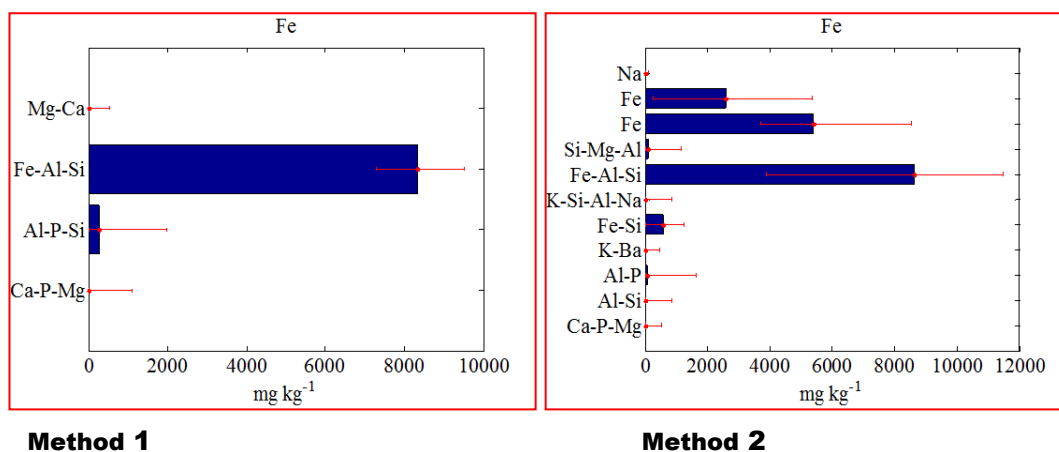 Fe
Mg-Ca
Fe-Al-Si
Al-P-Si
Ca-P-Mg
0 2000 4000 6000 8000 10000
mg kg⁻¹
Fe
Na
Fe
Fe
Si-Mg-Al
Fe-Al-Si
K-Si-Al-Na
Fe-Si
K-Ba
Al-P
Al-Si
Ca-P-Mg
0 2000 4000 6000 8000 10000 12000
mg kg⁻¹
Method 1
Method 2